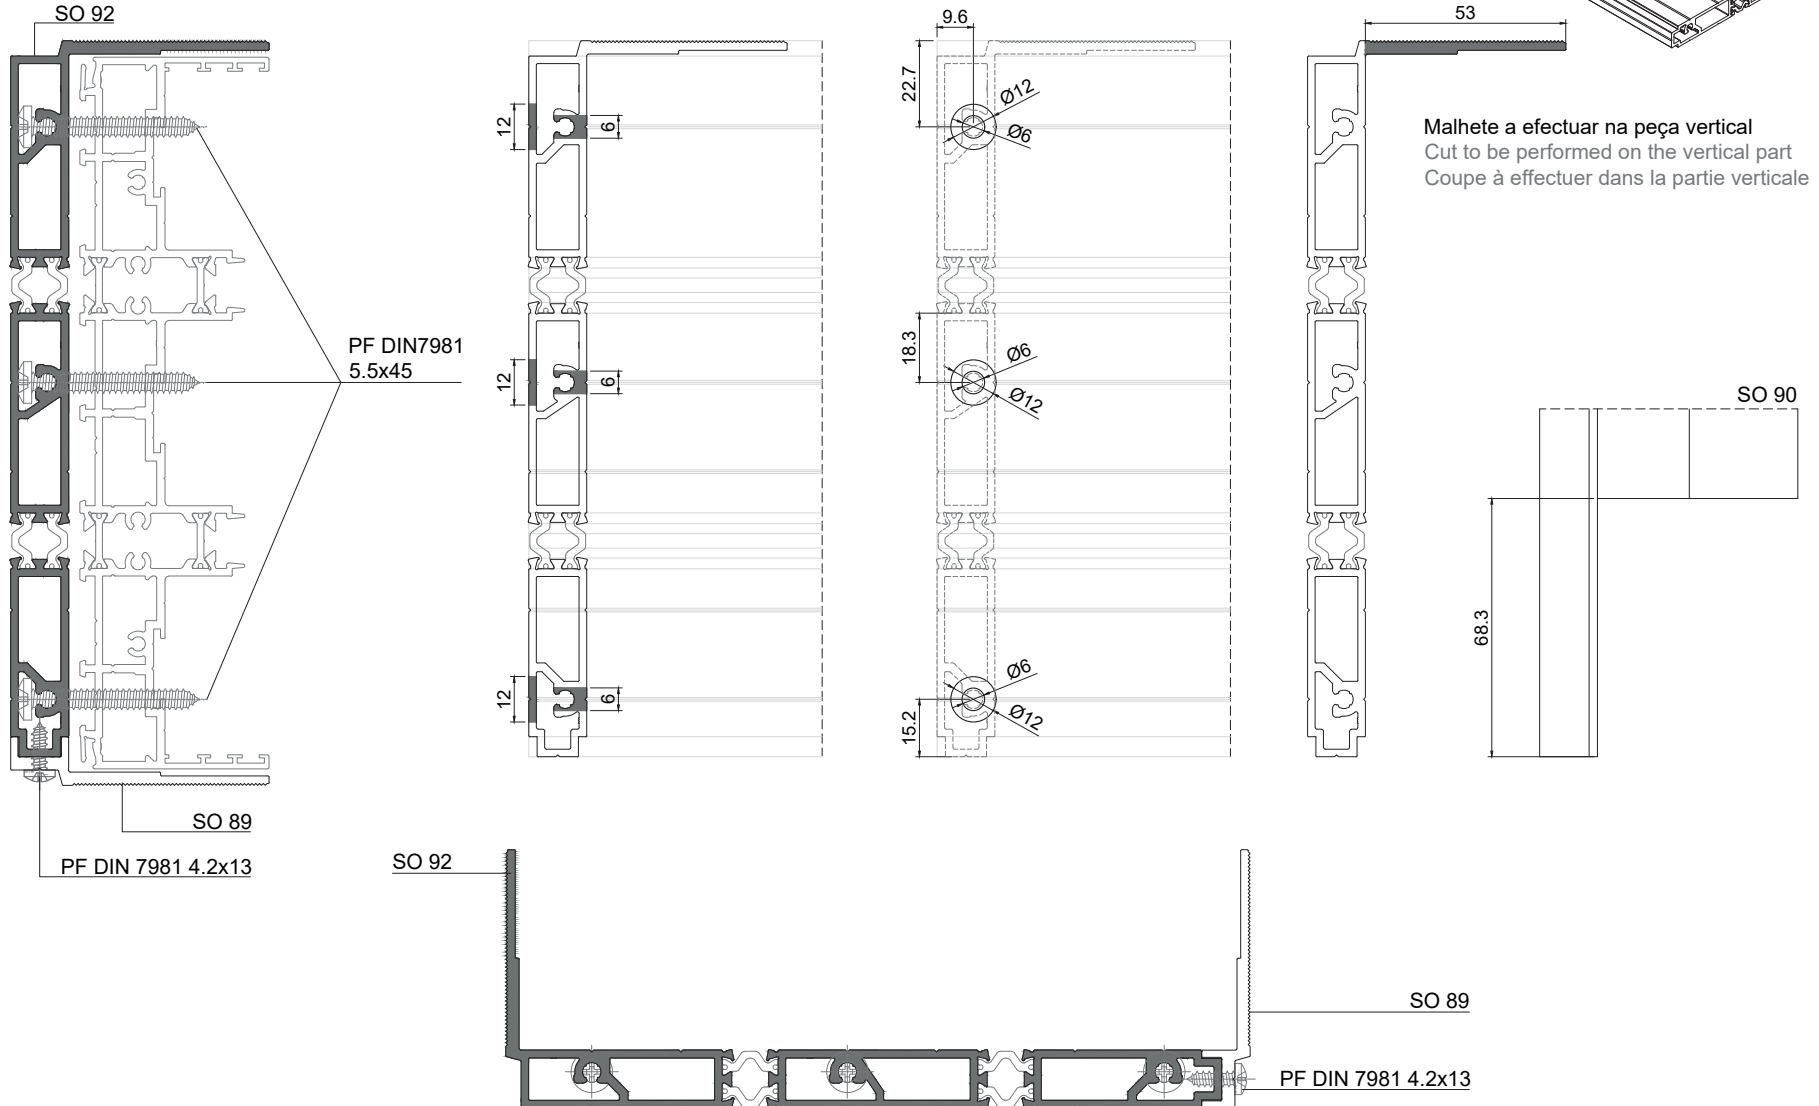 SO 92
PF DIN7981
5.5x45
SO 89
PF DIN 7981 4.2x13
12
6
12
6
12
6
9.6
22.7
Ø12
Ø6
18.3
Ø6
Ø12
15.2
Ø6
Ø12
53
Malhete a efectuar na peça vertical
Cut to be performed on the vertical part
Coupe à effectuer dans la partie verticale
SO 90
68.3
SO 92
SO 89
PF DIN 7981 4.2x13